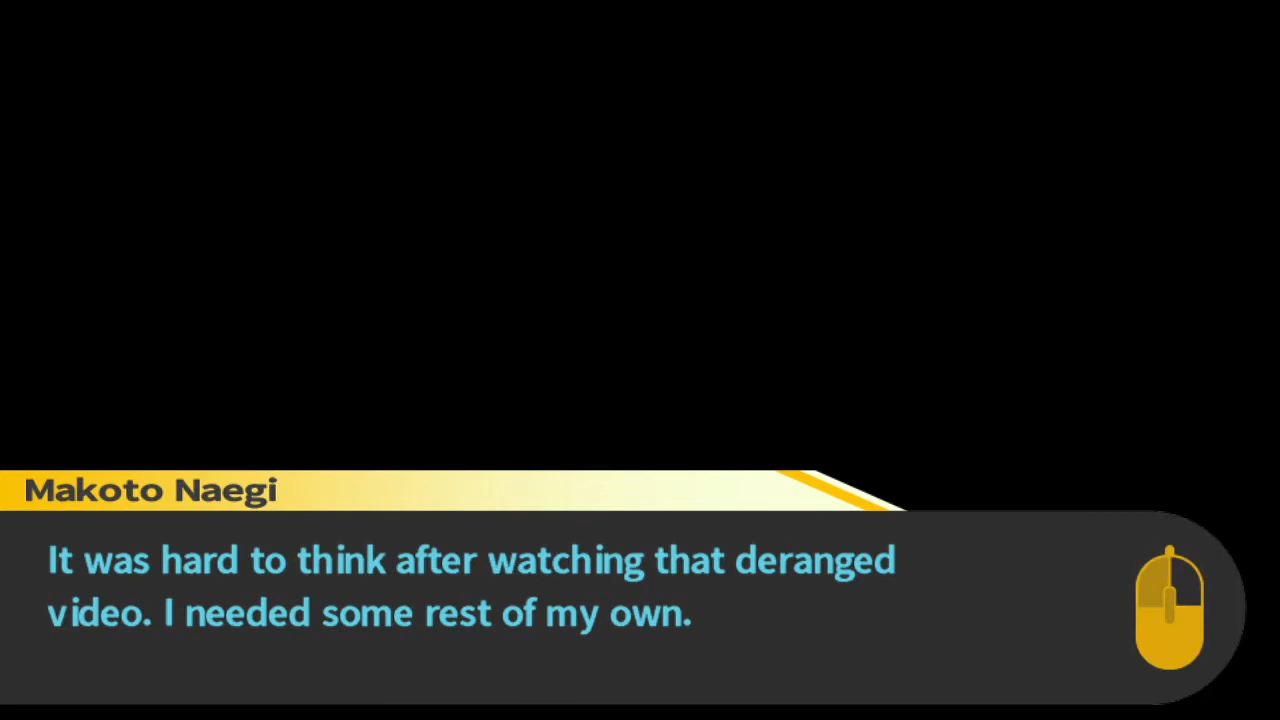 Makoto Naegi
It was hard to think after watching that deranged
video. I needed some rest of my own.